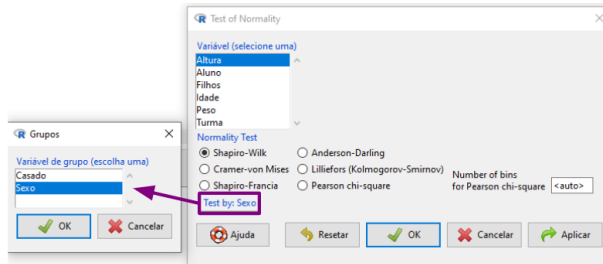 Test of Normality
Variável (selecione uma)
Altura
Aluno
Filhos
Idade
Peso
Turma
Normality Test
Shapiro-Wilk
Anderson-Darling
Cramer-von Mises
Lilliefors (Kolmogorov-Smirnov)
Shapiro-Francia
Pearson chi-square
Number of bins
for Pearson chi-square
<auto>
Test by: Sexo
Ajuda
Resetar
OK
Cancelar
Aplicar
Grupos
Variável de grupo (escolha uma)
Casado
Sexo
OK
Cancelar